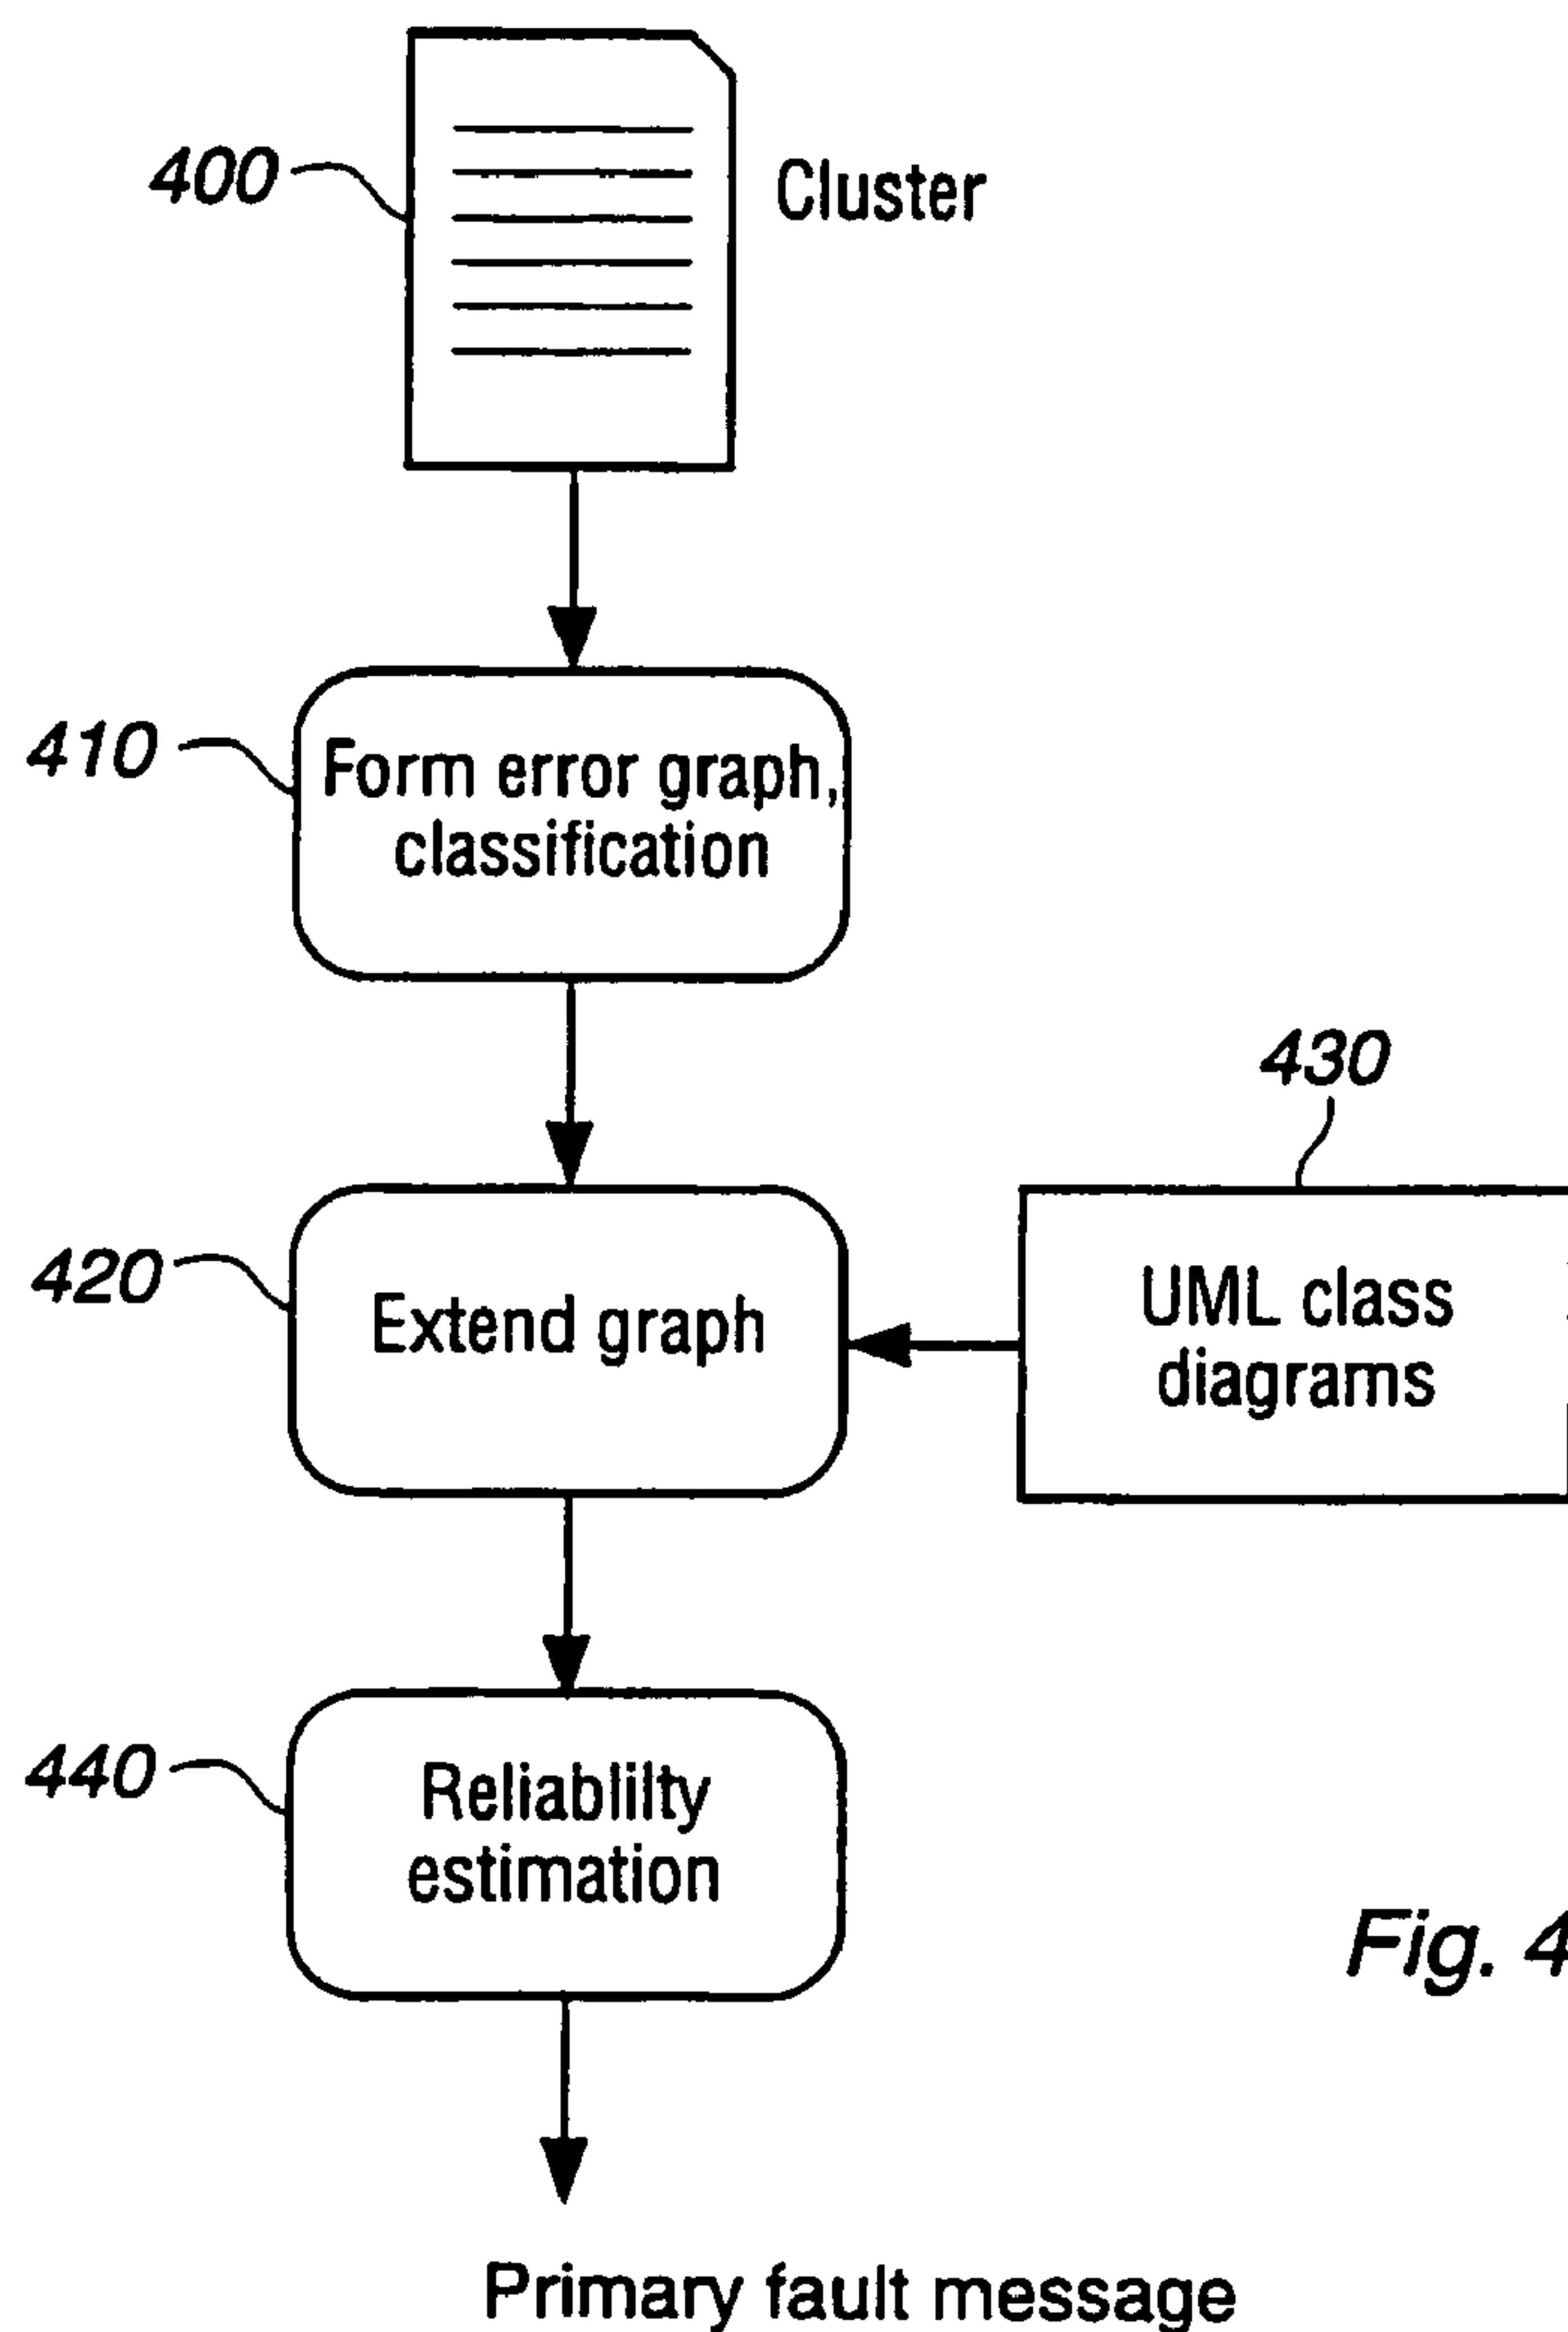 400
Cluster
410
Form error graph,
classification
430
420
Extend graph
UML class
diagrams
440
Reliablilty
estimation
Fig. 4
Primary fault message